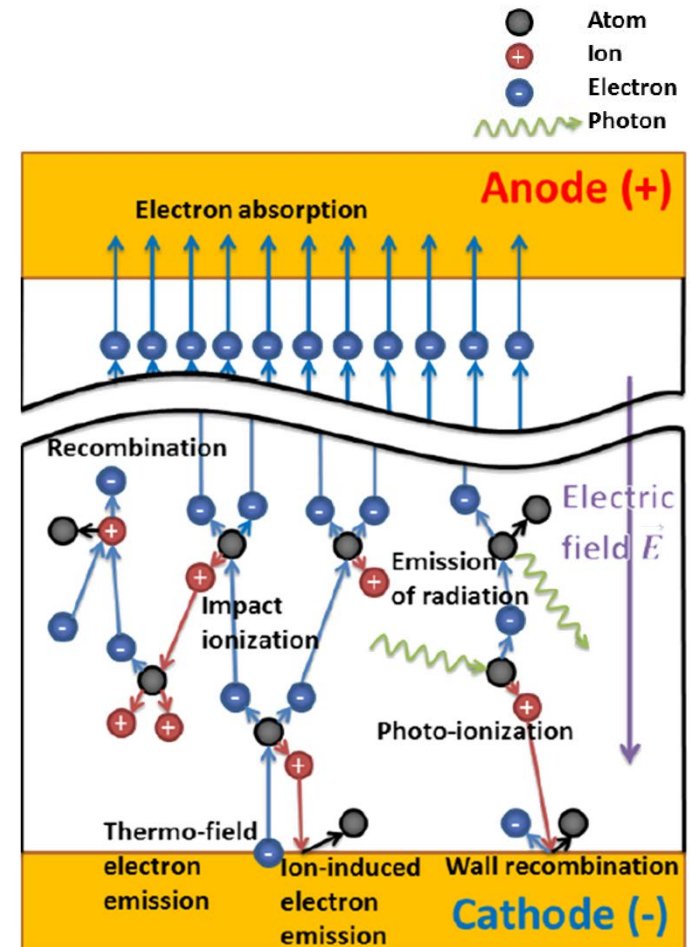 Atom
Ion
Electron
Photon
Anode (+)
Electron absorption
Recombination
Electric
field E⃗
Emission
of radiation
Impact
ionization
Photo-ionization
Thermo-field
electron
emission
Ion-induced
electron
emission
Wall recombination
Cathode (-)